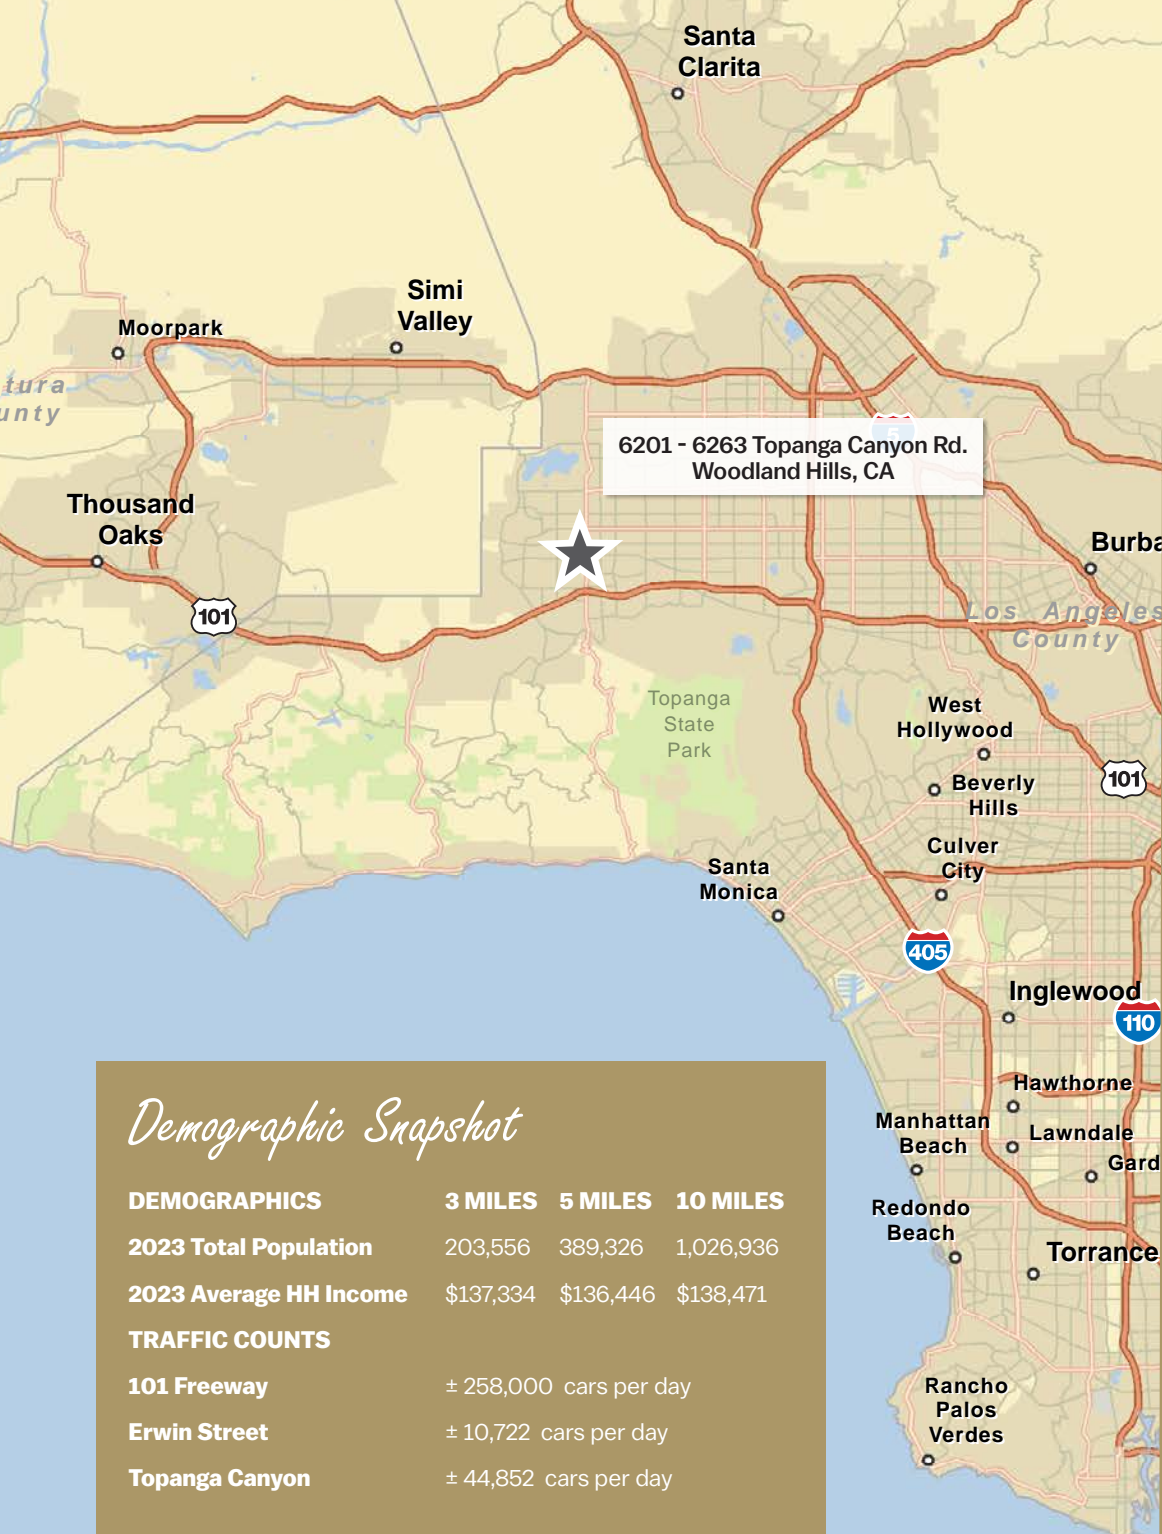 Santa
Clarita
Simi
Valley
Moorpark
tura
unty
5
6201 - 6263 Topanga Canyon Rd.
Woodland Hills, CA
Thousand
Oaks
Burba
101
Los Angeles
County
Topanga
State
Park
West
Hollywood
101
Beverly
Hills
Culver
City
Santa
Monica
405
Inglewood
110
Hawthorne
Manhattan
Beach
Lawndale
Gard
Redondo
Beach
Torrance
Rancho
Palos
Verdes
Demographic Snapshot
DEMOGRAPHICS 3 MILES 5 MILES 10 MILES
2023 Total Population 203,556 389,326 1,026,936
2023 Average HH Income $137,334 $136,446 $138,471
TRAFFIC COUNTS
101 Freeway ± 258,000 cars per day
Erwin Street ± 10,722 cars per day
Topanga Canyon ± 44,852 cars per day